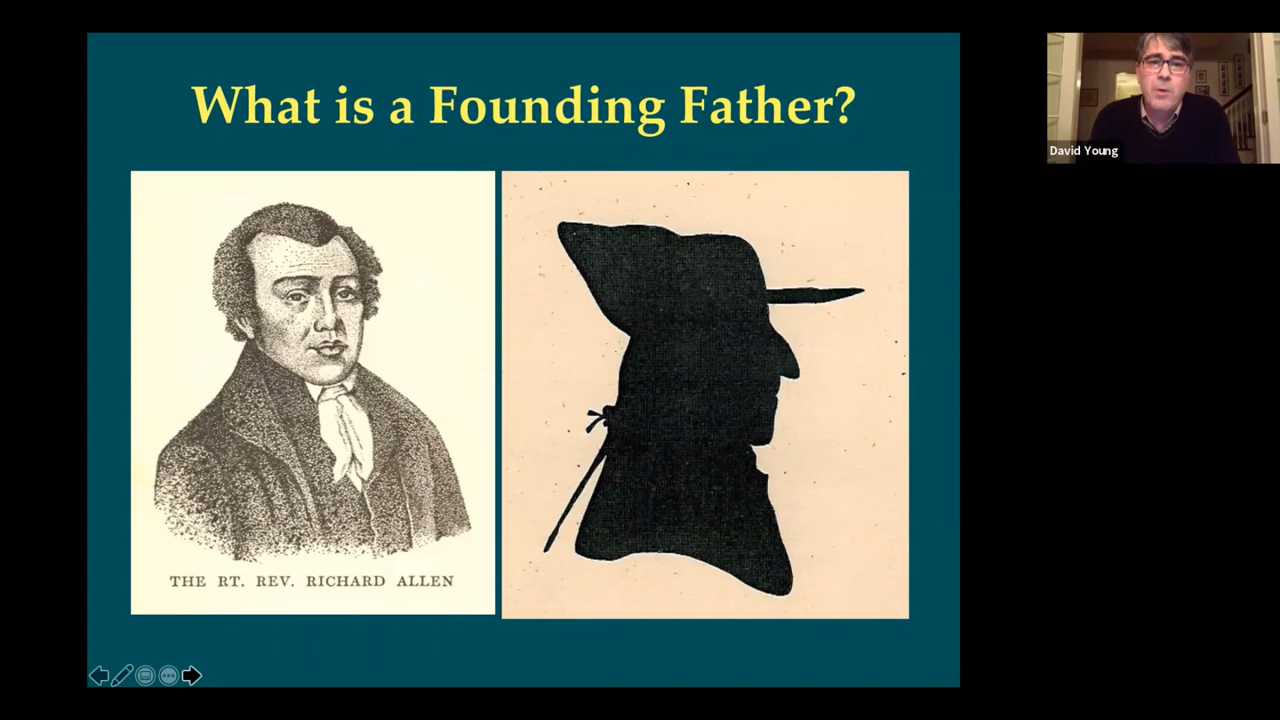 What is a Founding Father?
THE RT. REV. RICHARD ALLEN
David Young